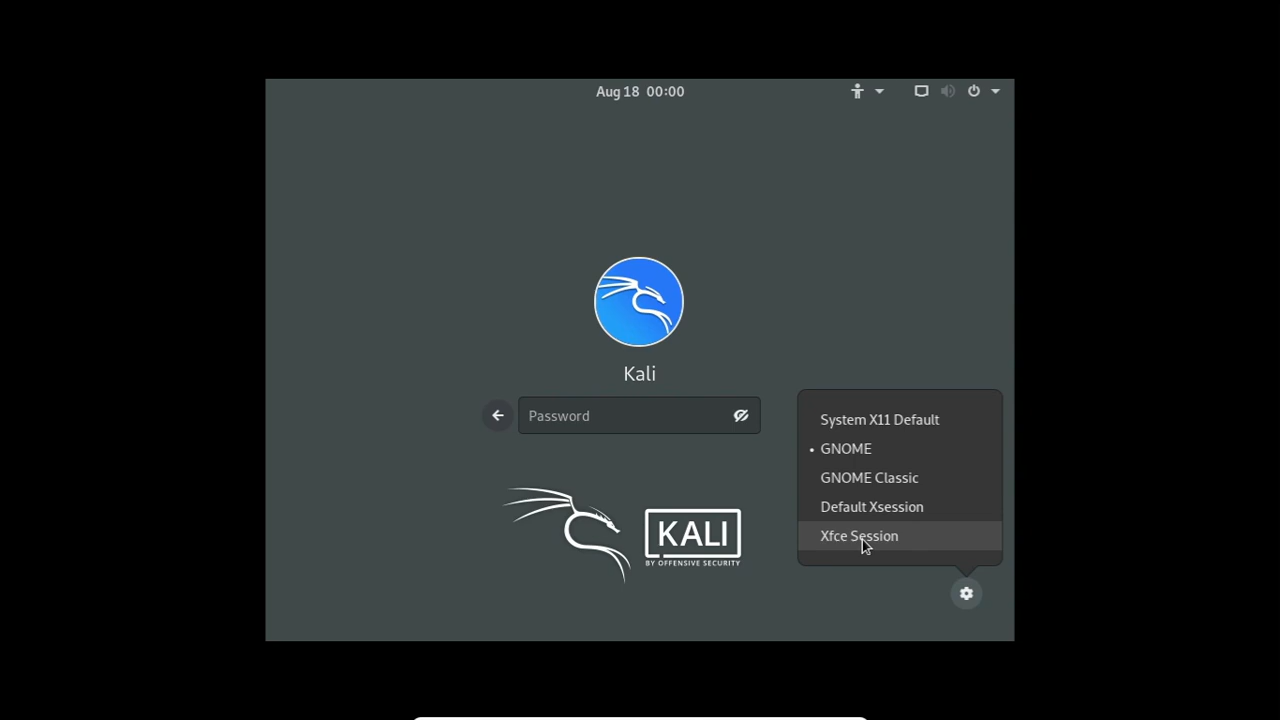 Aug 18 00:00
Kali
Password
System X11 Default
GNOME
GNOME Classic
Default Xsession
Xfce Session
KALI
BY OFFENSIVE SECURITY